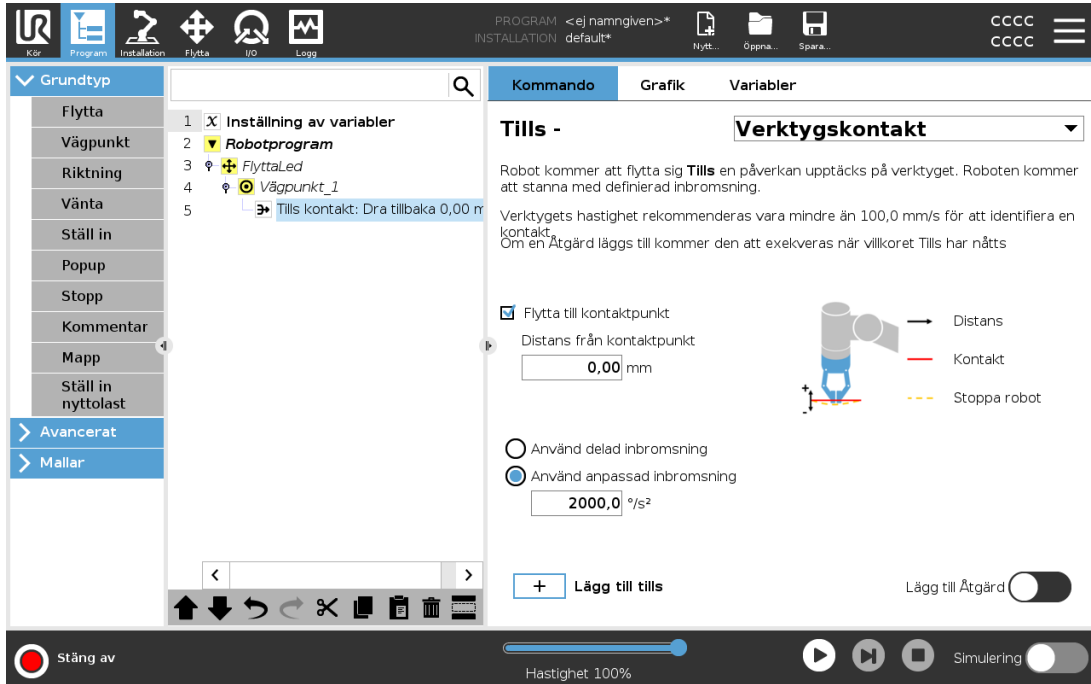 UR
Kör
Program
Installation
Flytta
I/O
Logg
PROGRAM <ej namngiven>*
INSTALLATION default*
Nytt...
Öppna...
Spara...
CCCC
CCCC
Grundtyp
Flytta
Vägpunkt
Riktning
Vänta
Ställ in
Popup
Stopp
Kommentar
Mapp
Ställ in
nyttolast
Avancerat
Mallar
1 X Inställning av variabler
2 Robotprogram
3 FlyttaLed
4 Vägpunkt_1
5 Tills kontakt: Dra tillbaka 0,00 m
Kommando
Grafik
Variabler
Tills -
Verktygskontakt
Robot kommer att flytta sig Tills en påverkan upptäcks på verktyget. Roboten kommer
att stanna med definierad inbromsning.
Verktygets hastighet rekommenderas vara mindre än 100,0 mm/s för att identifiera en
kontakt.
Om en Åtgärd läggs till kommer den att exekveras när villkoret Tills har nåtts
Flytta till kontaktpunkt
Distans från kontaktpunkt
0,00 mm
Distans
Kontakt
Stoppa robot
Använd delad inbromsning
Använd anpassad inbromsning
2000,0 °/s²
+ Lägg till tills
Lägg till Åtgärd
Stäng av
Hastighet 100%
Simulering